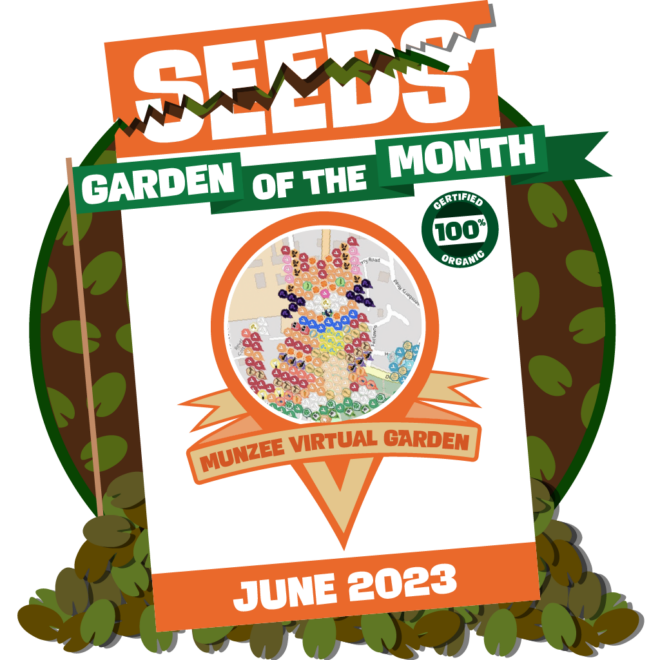 SEEDS
GARDEN OF THE MONTH
CERTIFIED
100%
ORGANIC
MUNZEE VIRTUAL GARDEN
JUNE 2023